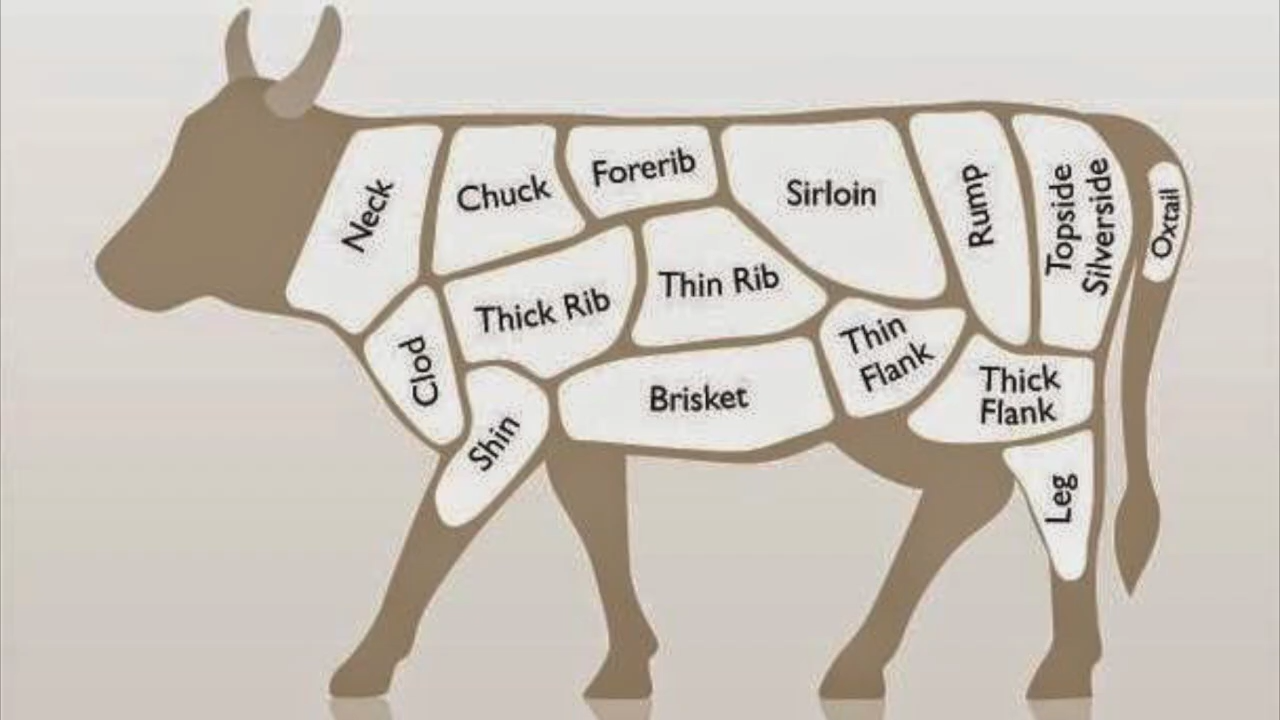 Neck
Chuck
Forerib
Sirloin
Rump
Topside
Silverside
Oxtail
Clod
Thick Rib
Thin Rib
Thin
Flank
Thick
Flank
Shin
Brisket
Leg